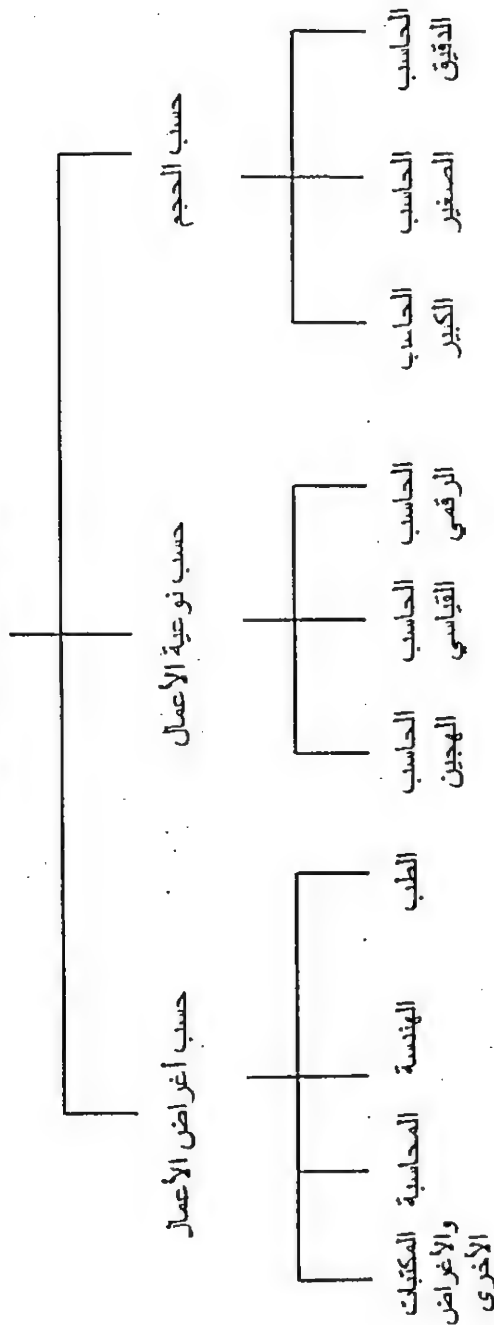 حسب الحجم
حسب نوعية الأعمال
حسب أغراض الأعمال
الحاسب
الدقيق
الحاسب
الصغير
الحاسب
الكبير
الحاسب
الرقمي
الحاسب
القياسي
الحاسب
الهجين
الطب
الهندسة
المحاسبة
المكتبات
والأغراض
الأخرى